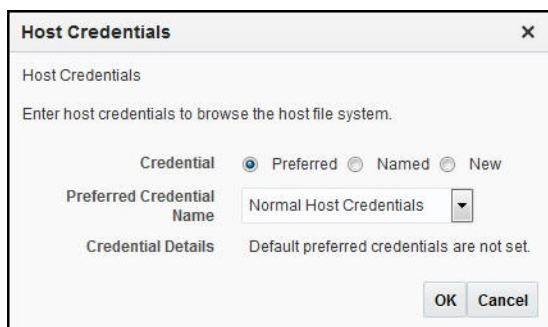 Host Credentials
Host Credentials
Enter host credentials to browse the host file system.
Credential Preferred Named New
Preferred Credential
Name Normal Host Credentials
Credential Details Default preferred credentials are not set.
OK Cancel